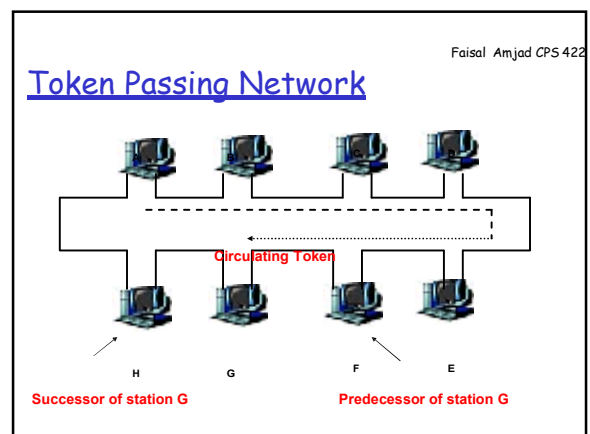 Faisal Amjad CPS 422
Token Passing Network
A B C D
Circulating Token
H G F E
Successor of station G Predecessor of station G